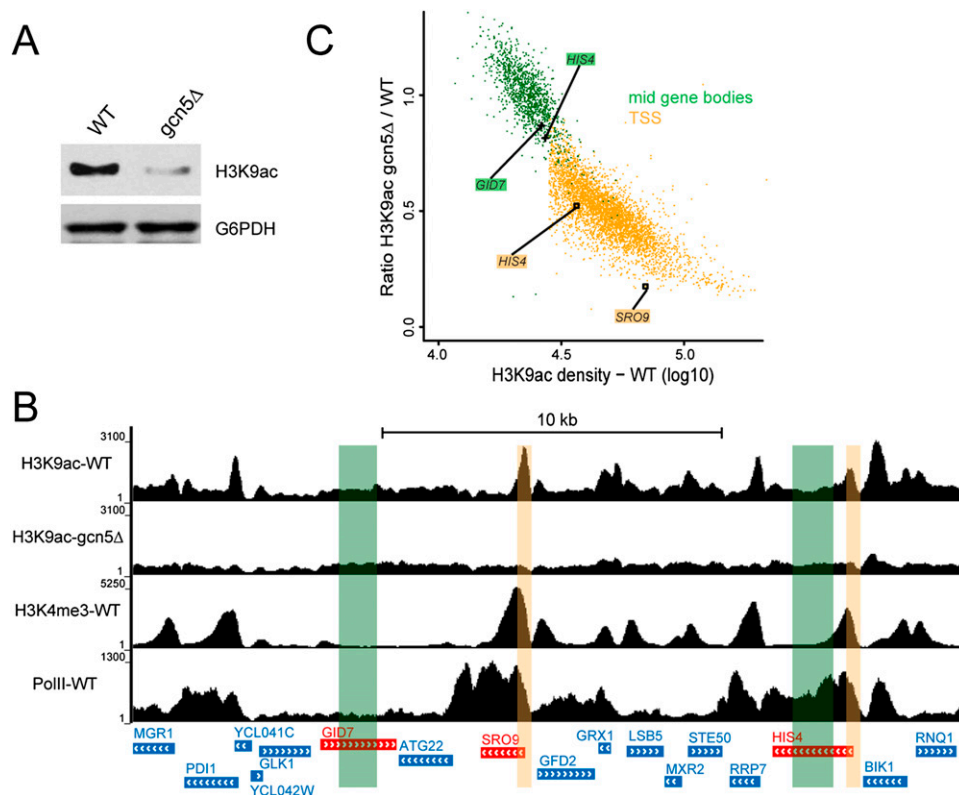 A
WT
gcn5Δ
H3K9ac
G6PDH
C
Ratio H3K9ac gcn5Δ / WT
1.0
0.5
0.0
HIS4
mid gene bodies
TSS
GID7
HIS4
SRO9
4.0
4.5
5.0
H3K9ac density – WT (log10)
B
10 kb
3100
H3K9ac-WT
1
3100
H3K9ac-gcn5Δ
1
5250
H3K4me3-WT
1
1300
PolII-WT
1
MGR1
YCL041C
GID7
SRO9
GRX1
LSB5
STE50
HIS4
RNQ1
PDI1
GLK1
ATG22
GFD2
MXR2
RRP7
BIK1
YCL042W